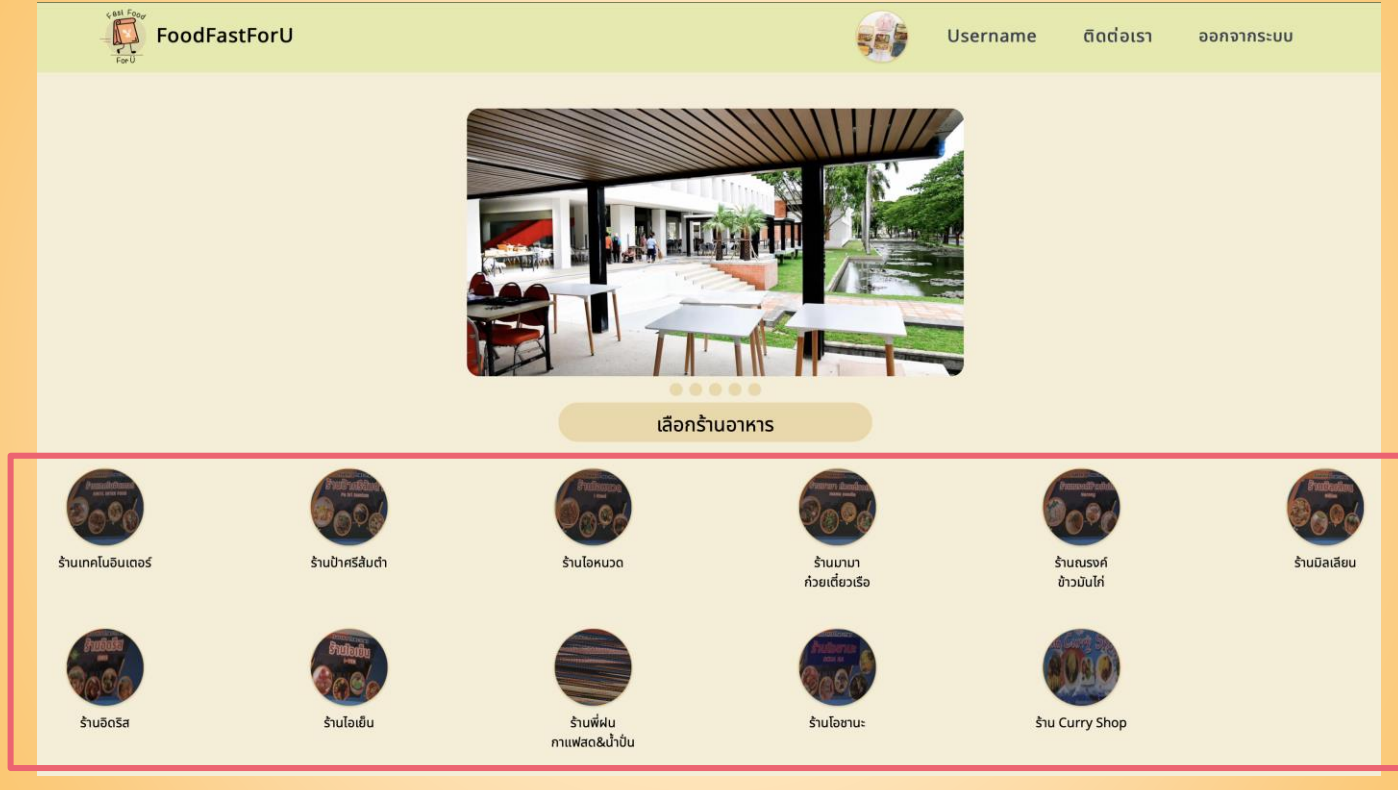 Fast Food
For U
FoodFastForU
Username
ติดต่อเรา
ออกจากระบบ
เลือกร้านอาหาร
ร้านเทคโนอินเตอร์
ร้านป้าศรีส้มตำ
ร้านไอหนวด
ร้านมามา
ก๋วยเตี๋ยวเรือ
ร้านณรงค์
ข้าวมันไก่
ร้านมิลเลียน
ร้านอิดริส
ร้านไอเย็น
ร้านพี่ฝน
กาแฟสด&น้ำปั่น
ร้านโอชานะ
ร้าน Curry Shop